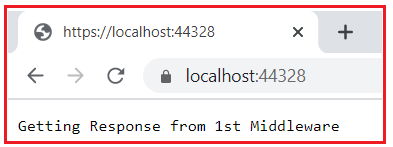 https://localhost:44328
localhost:44328
Getting Response from 1st Middleware